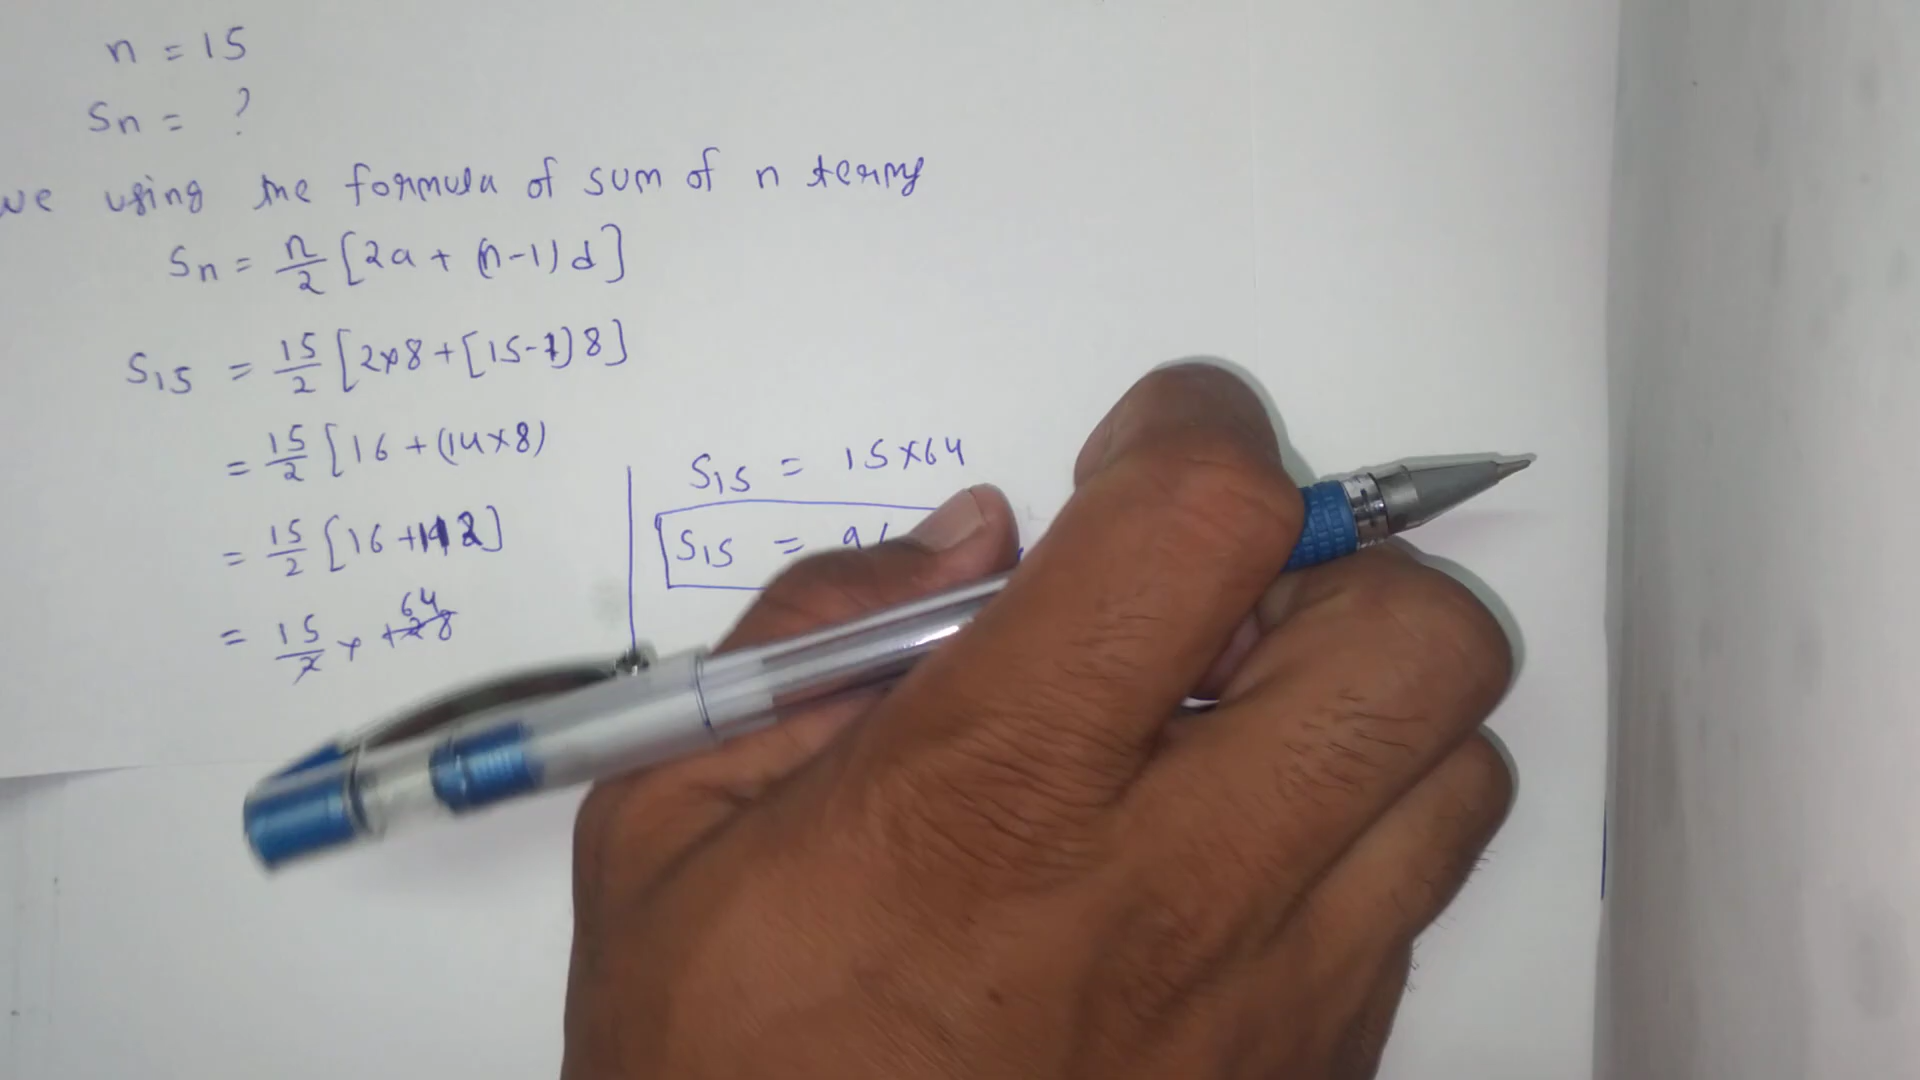 n = 15
Sn = ?
we using the formula of sum of n terms
Sn = n/2 [2a + (n-1) d]
S15 = 15/2 [2×8 + [15-1) 8]
= 15/2 [16 + (14×8)
= 15/2 [16 + 112]
= 15/2 × 128 64
S15 = 15×64
S15 =